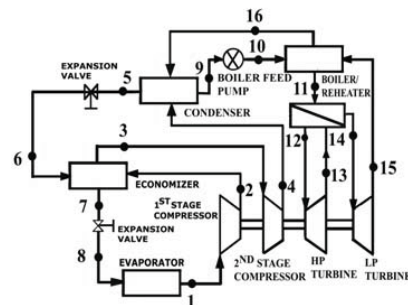 16
EXPANSION
VALVE
5
9
10
BOILER FEED
PUMP
11
BOILER/
REHEATER
CONDENSER
3
12
14
6
ECONOMIZER
2
4
13
15
7
1ST STAGE
COMPRESSOR
EXPANSION
VALVE
8
EVAPORATOR
1
2ND STAGE
COMPRESSOR
HP
TURBINE
LP
TURBINE